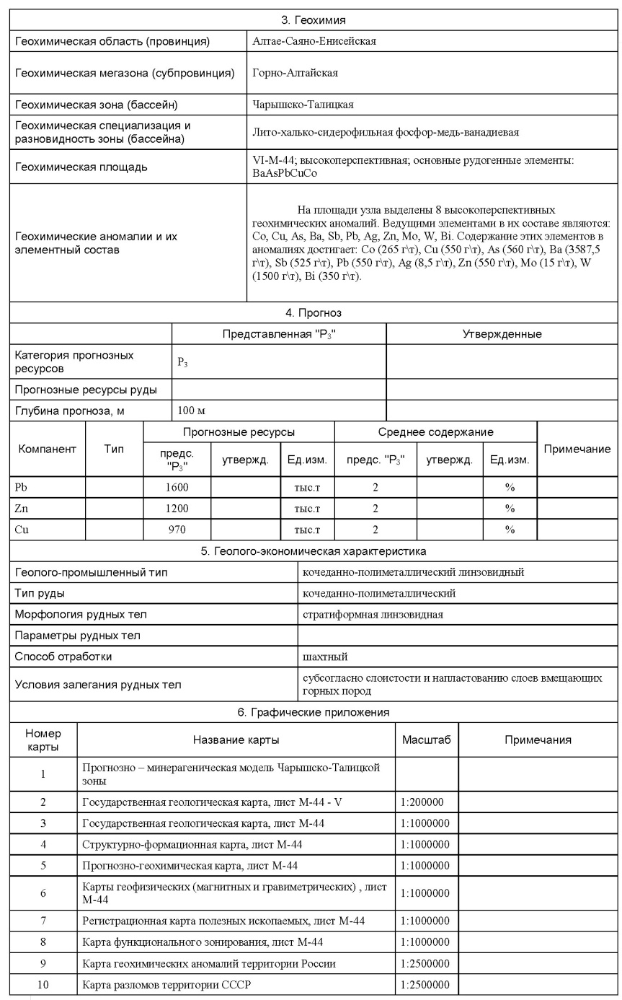 3. Геохимия
Геохимическая область (провинция)
Алтае-Саяно-Енисейская
Геохимическая мегазона (субпровинция)
Горно-Алтайская
Геохимическая зона (бассейн)
Чарышско-Талицкая
Геохимическая специализация и
разновидность зоны (бассейна)
Лито-халько-сидерофильная фосфор-медь-ванадиевая
Геохимическая площадь
VI-М-44; высокоперспективная; основные рудогенные элементы:
BaAsPbCuCo
Геохимические аномалии и их
элементный состав
На площади узла выделены 8 высокоперспективных
геохимических аномалий. Ведущими элементами в их составе являются:
Co, Cu, As, Ba, Sb, Pb, Ag, Zn, Mo, W, Bi. Содержание этих элементов в
аномалиях достигает: Co (265 г\т), Cu (550 г\т), As (560 г\т), Ba (3587,5
г\т), Sb (525 г\т), Pb (550 г\т), Ag (8,5 г\т), Zn (550 г\т), Mo (15 г\т), W
(1500 г\т), Bi (350 г\т).
4. Прогноз
Представленная "P₃"
Утвержденные
Категория прогнозных
ресурсов
P₃
Прогнозные ресурсы руды
Глубина прогноза, м
100 м
Компанент
Тип
Прогнозные ресурсы
Среднее содержание
Примечание
предс.
"P₃"
утвержд.
Ед.изм.
предс. "P₃"
утвержд.
Ед.изм.
Pb
1600
тыс.т
2
%
Zn
1200
тыс.т
2
%
Cu
970
тыс.т
2
%
5. Геолого-экономическая характеристика
Геолого-промышленный тип
кочеданно-полиметаллический линзовидный
Тип руды
кочеданно-полиметаллический
Морфология рудных тел
стратиформная линзовидная
Параметры рудных тел
Способ отработки
шахтный
Условия залегания рудных тел
субсогласно слоистости и напластованию слоев вмещающих
горных пород
6. Графические приложения
Номер
карты
Название карты
Масштаб
Примечания
1
Прогнозно – минерагеническая модель Чарышско-Талицкой
зоны
2
Государственная геологическая карта, лист М-44 - V
1:200000
3
Государственная геологическая карта, лист М-44
1:1000000
4
Структурно-формационная карта, лист М-44
1:1000000
5
Прогнозно-геохимическая карта, лист М-44
1:1000000
6
Карты геофизических (магнитных и гравиметрических) , лист
М-44
1:1000000
7
Регистрационная карта полезных ископаемых, лист М-44
1:1000000
8
Карта функционального зонирования, лист М-44
1:1000000
9
Карта геохимических аномалий территории России
1:2500000
10
Карта разломов территории СССР
1:2500000